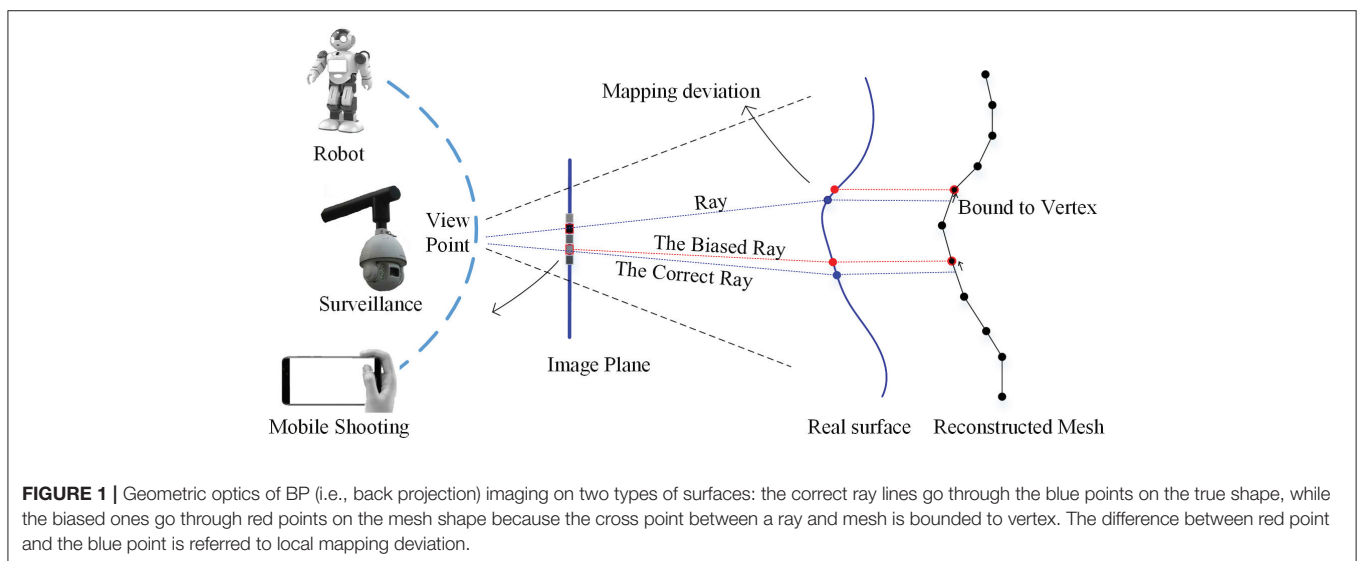 Mapping deviation
Robot
View
Point
Ray
Bound to Vertex
The Biased Ray
The Correct Ray
Surveillance
Image Plane
Mobile Shooting
Real surface
Reconstructed Mesh
FIGURE 1 | Geometric optics of BP (i.e., back projection) imaging on two types of surfaces: the correct ray lines go through the blue points on the true shape, while
the biased ones go through red points on the mesh shape because the cross point between a ray and mesh is bounded to vertex. The difference between red point
and the blue point is referred to local mapping deviation.